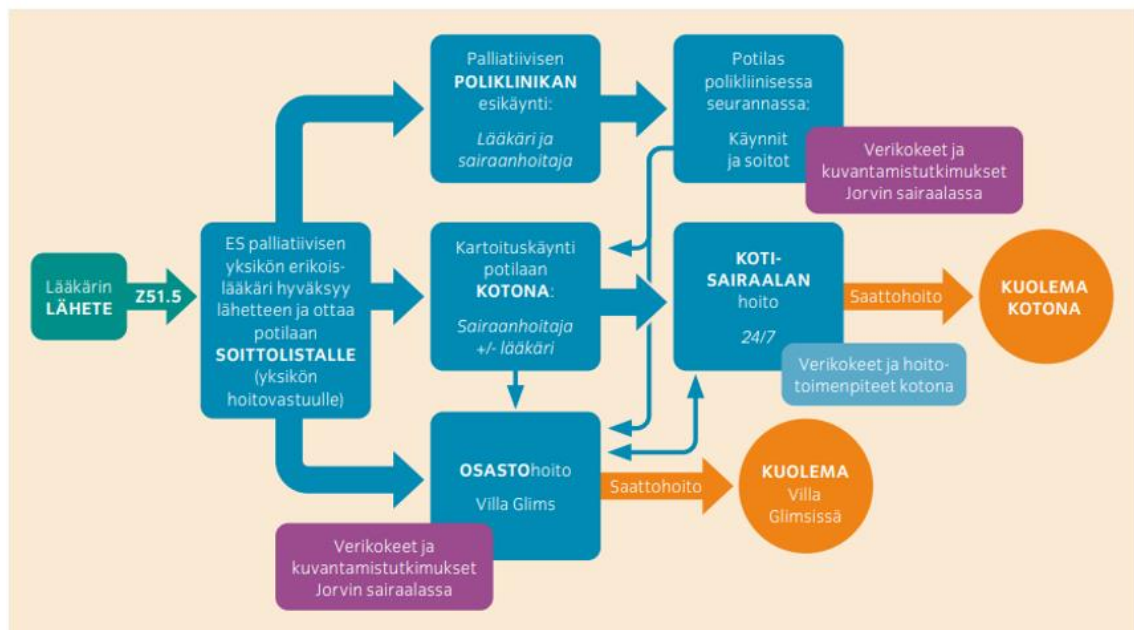 Lääkärin
LÄHETE
Z51.5
ES palliatiivisen
yksikön erikois-
lääkäri hyväksyy
lähetteen ja ottaa
potilaan
SOITTOLISTALLE
(yksikön
hoitovastuulle)
Palliatiivisen
POLIKLINIKAN
esikäynti:
Lääkäri ja
sairaanhoitaja
Potilas
polikliinisessa
seurannassa:
Käynnit
ja soitot
Verikokeet ja
kuvantamistutkimukset
Jorvin sairaalassa
Kartoituskäynti
potilaan
KOTONA:
Sairaanhoitaja
+/- lääkäri
KOTI-
SAIRAALAN
hoito
24/7
Verikokeet ja hoito-
toimenpiteet kotona
Saattohoito
KUOLEMA
KOTONA
OSASTOhoito
Villa Glims
Verikokeet ja
kuvantamistutkimukset
Jorvin sairaalassa
Saattohoito
KUOLEMA
Villa
Glimsissä